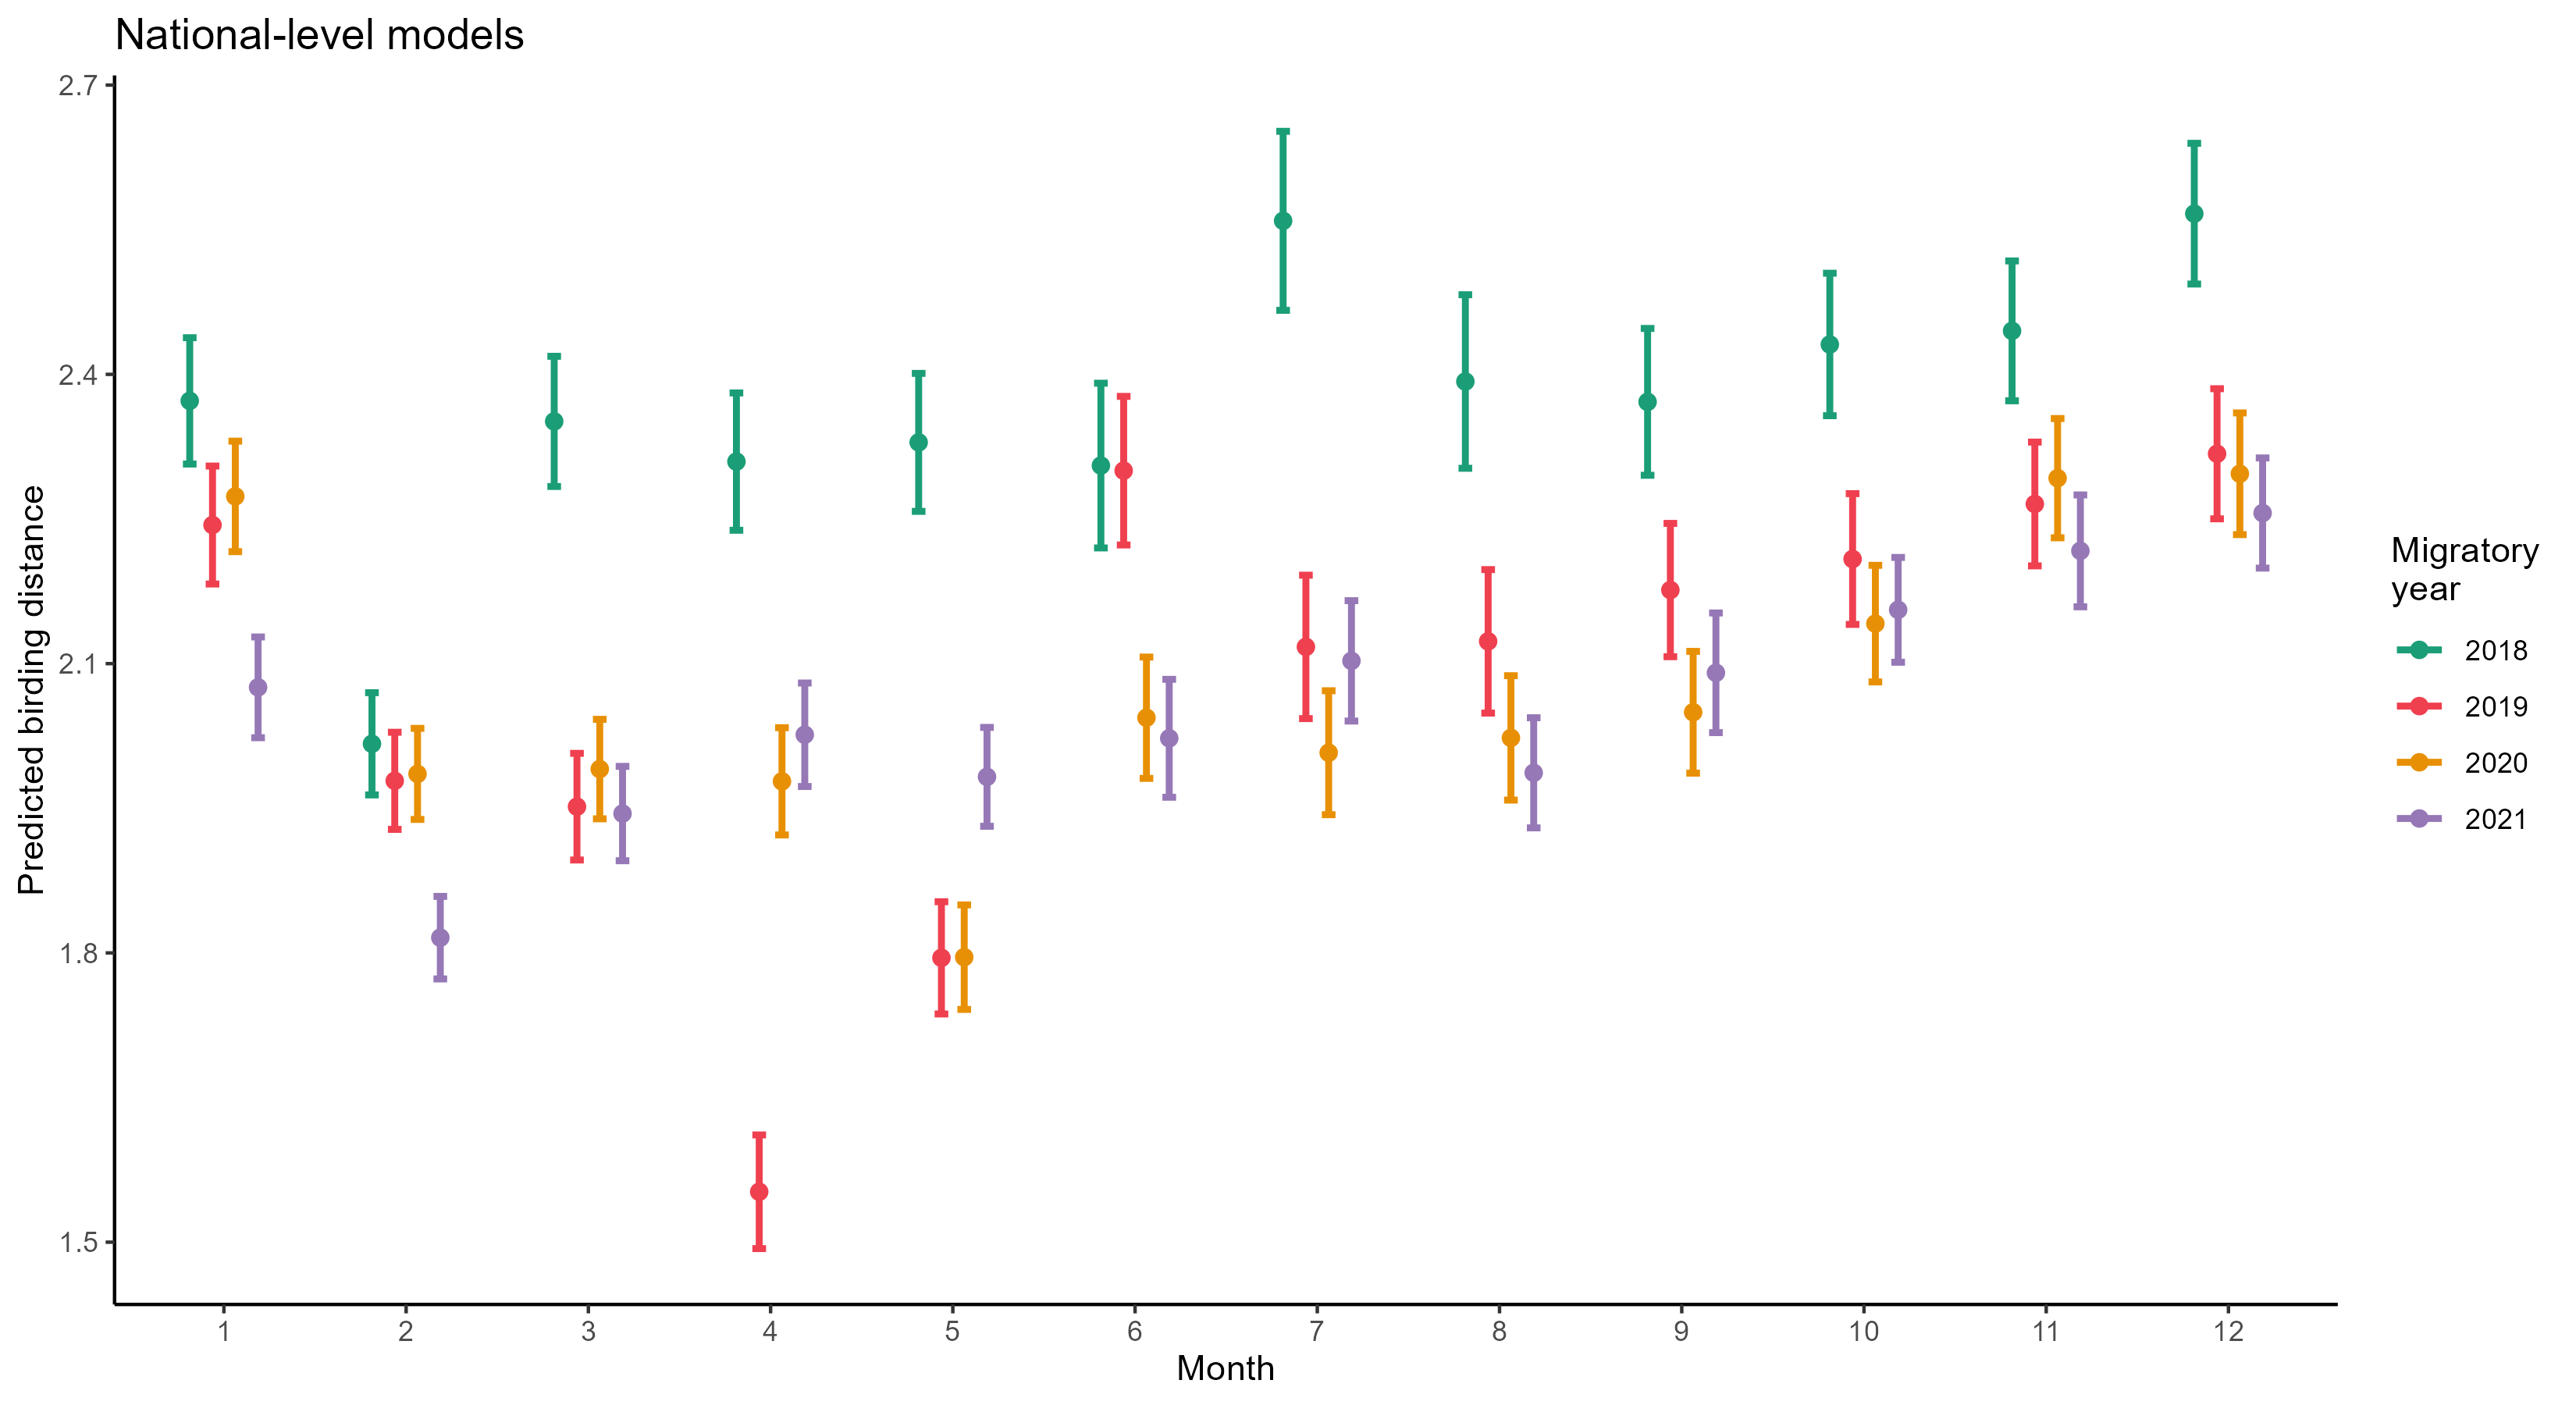 National-level models
2.7
2.4
2.1
1.8
1.5
Predicted birding distance
1 2 3 4 5 6 7 8 9 10 11 12
Month
Migratory
year
2018
2019
2020
2021